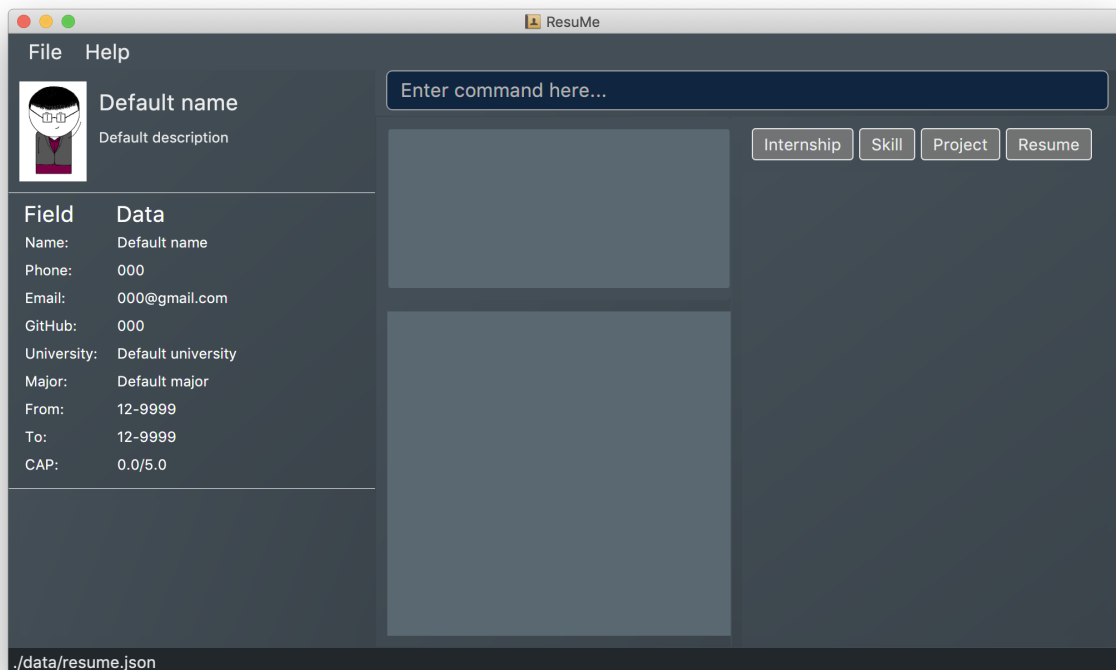 ResuMe
File Help
Default name
Default description
Field Data
Name: Default name
Phone: 000
Email: 000@gmail.com
GitHub: 000
University: Default university
Major: Default major
From: 12-9999
To: 12-9999
CAP: 0.0/5.0
Enter command here...
Internship Skill Project Resume
./data/resume.json